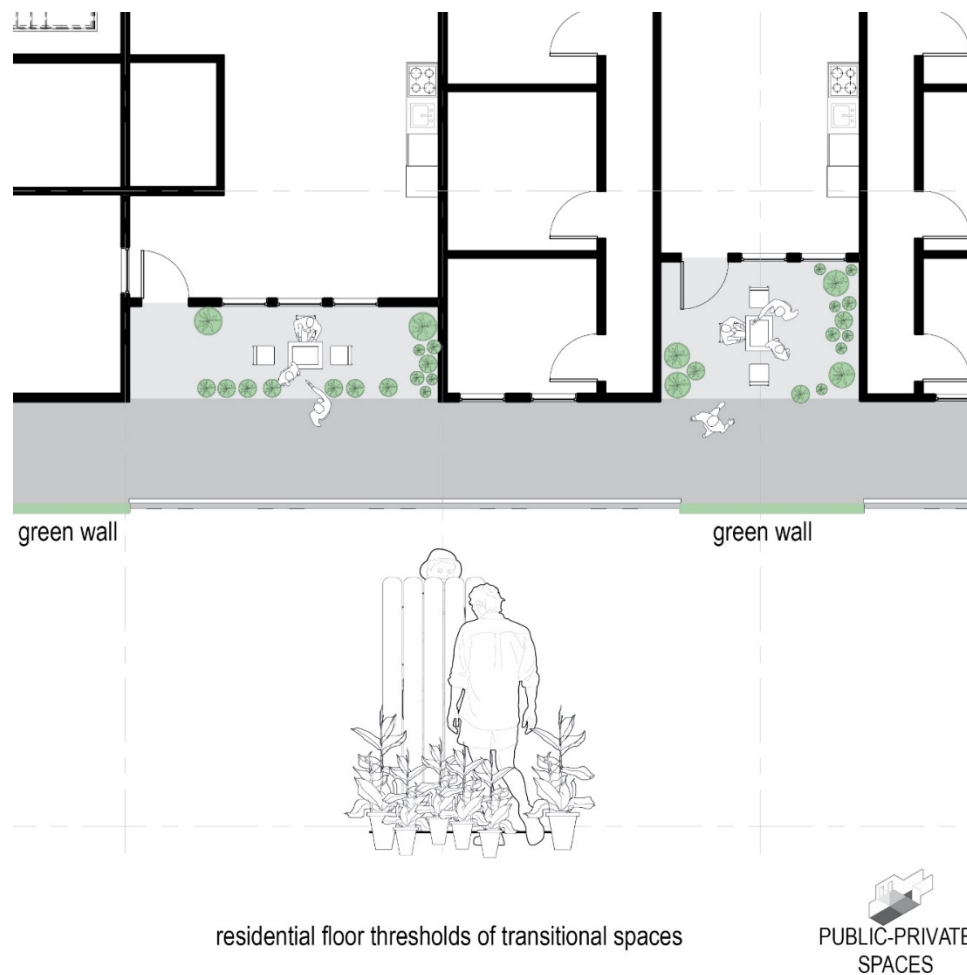 green wall
green wall
residential floor thresholds of transitional spaces
PUBLIC-PRIVATE
SPACES